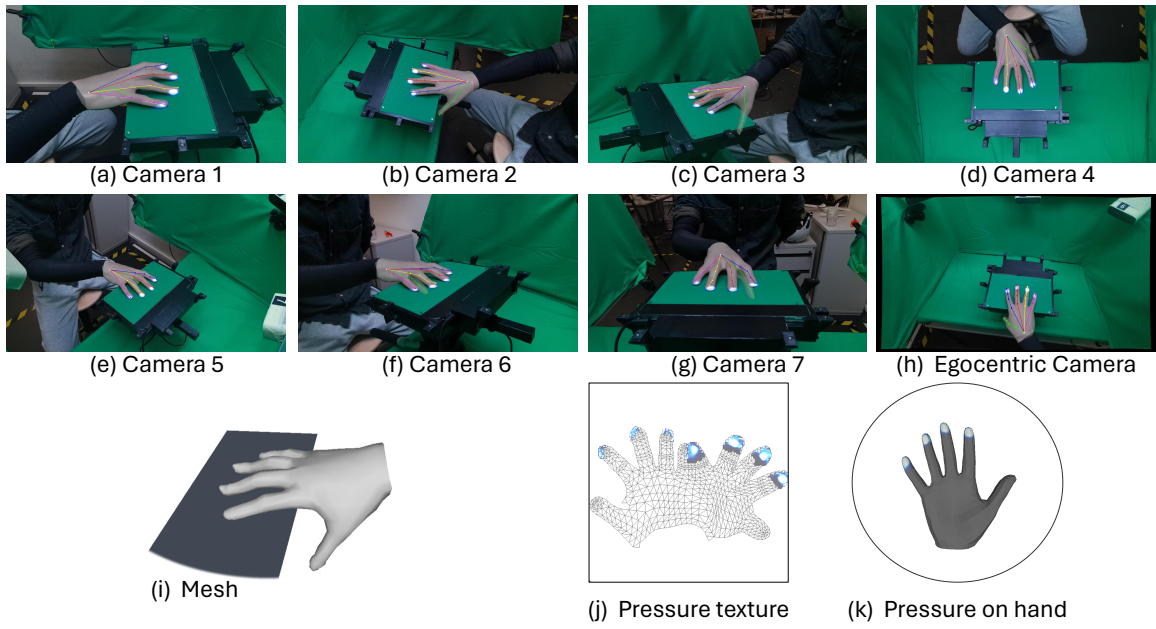 (a) Camera 1
(b) Camera 2
(c) Camera 3
(d) Camera 4
(e) Camera 5
(f) Camera 6
(g) Camera 7
(h) Egocentric Camera
(i) Mesh
(j) Pressure texture
(k) Pressure on hand